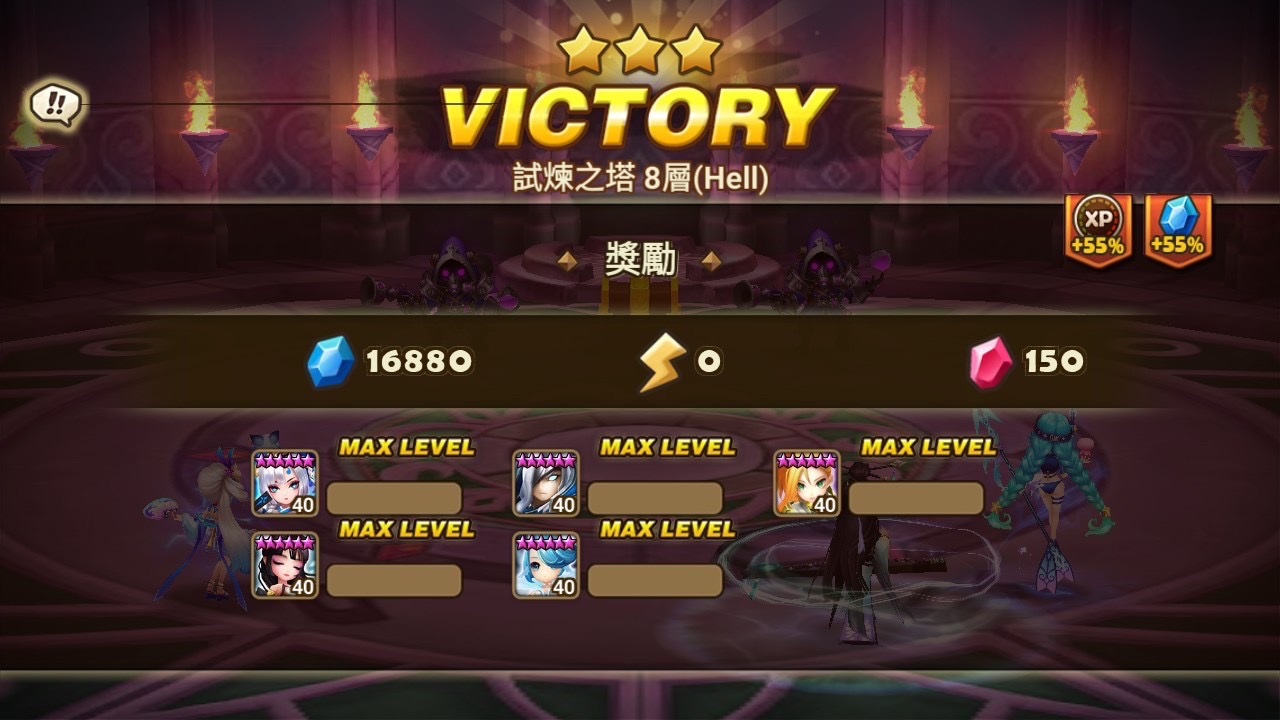 !!
VICTORY
試煉之塔 8層(Hell)
XP
+55%
+55%
獎勵
16880
0
150
MAX LEVEL
MAX LEVEL
MAX LEVEL
40
40
40
MAX LEVEL
MAX LEVEL
40
40